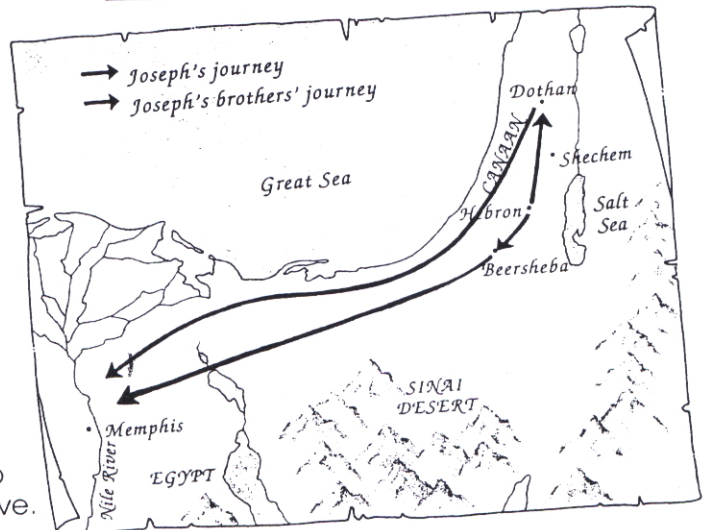 Joseph's journey
Joseph's brothers' journey
Dothan
CANAAN
Shechem
Great Sea
Hebron
Salt
Sea
Beersheba
SINAI
DESERT
Memphis
Nile River
EGYPT
ve.